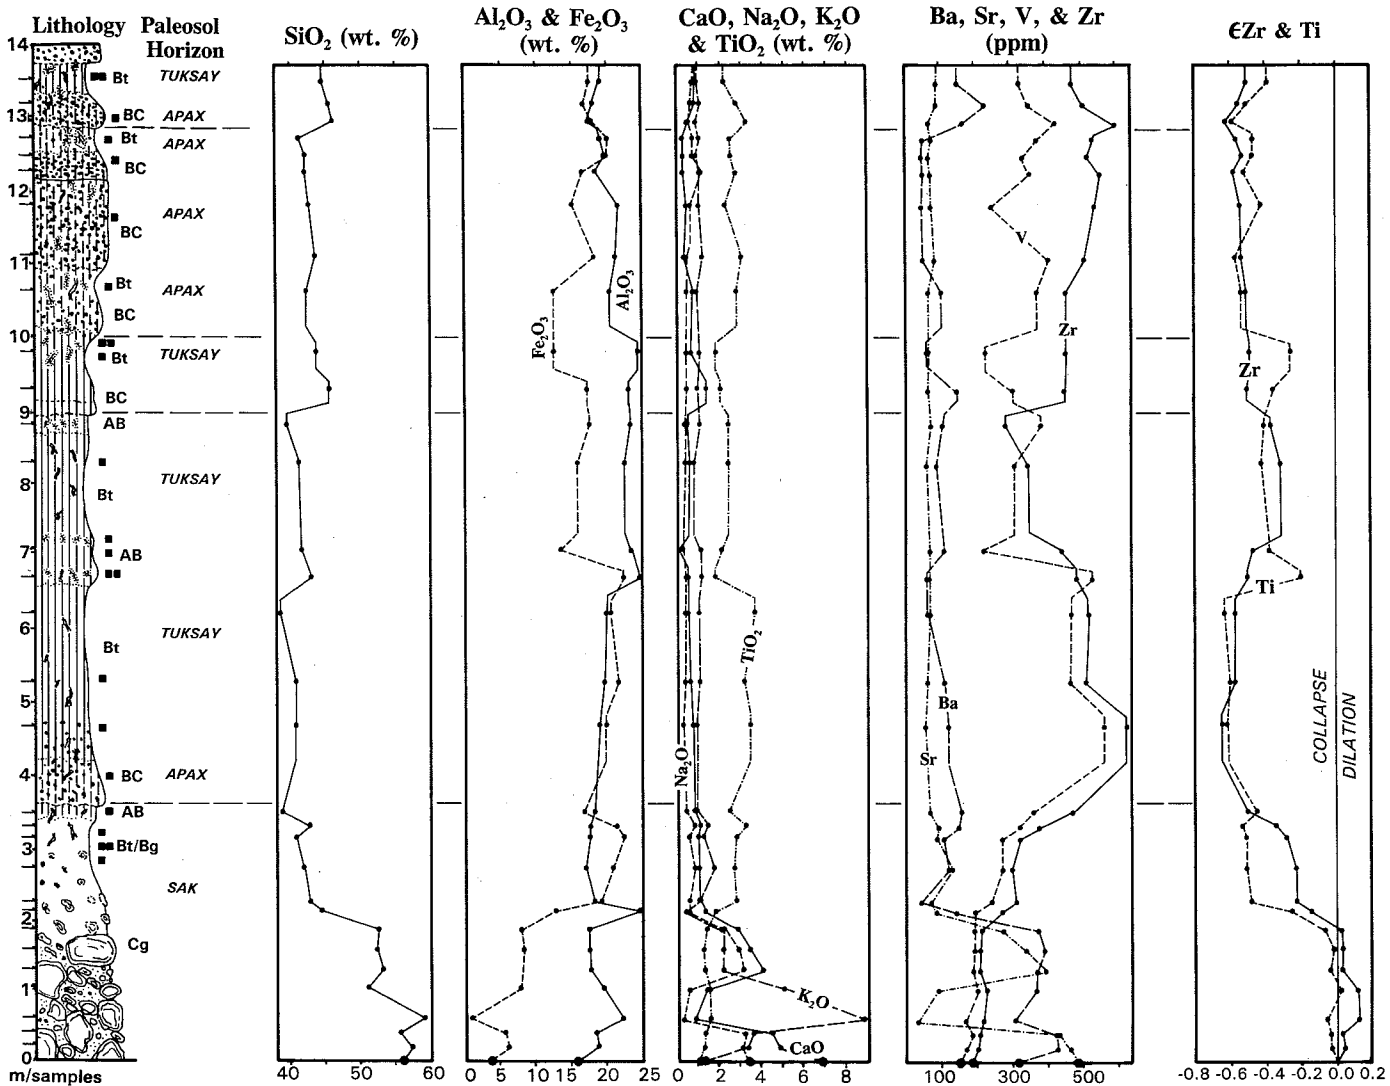 Lithology Paleosol Horizon
SiO₂ (wt. %)
Al₂O₃ & Fe₂O₃ (wt. %)
CaO, Na₂O, K₂O & TiO₂ (wt. %)
Ba, Sr, V, & Zr (ppm)
ϵZr & Ti
14
Bt TUKSAY
13 BC APAX
Bt APAX
BC
12
APAX
BC
11
Bt APAX
BC
10
Bt TUKSAY
BC
9
AB
TUKSAY
8
Bt
7 AB
6
TUKSAY
Bt
5
4 BC APAX
AB
3 Bt/Bg
SAK
2
Cg
1
0
m/samples
Fe₂O₃
Al₂O₃
Na₂O
TiO₂
K₂O
CaO
V
Zr
Ba
Sr
Zr
Ti
COLLAPSE
DILATION
40 50 60
0 5 10 15 20 25
0 2 4 6 8
100 300 500
-0.8 -0.4 0.0 0.2